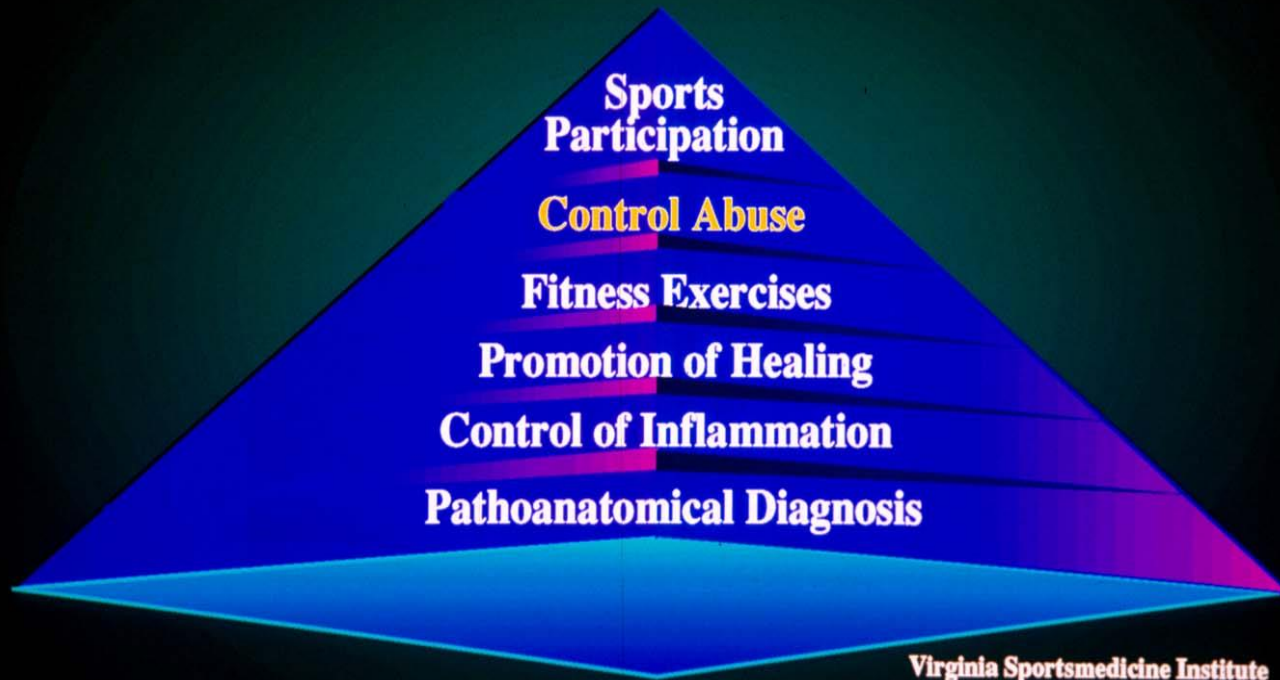 Sports
Participation
Control Abuse
Fitness Exercises
Promotion of Healing
Control of Inflammation
Pathoanatomical Diagnosis
Virginia Sportsmedicine Institute